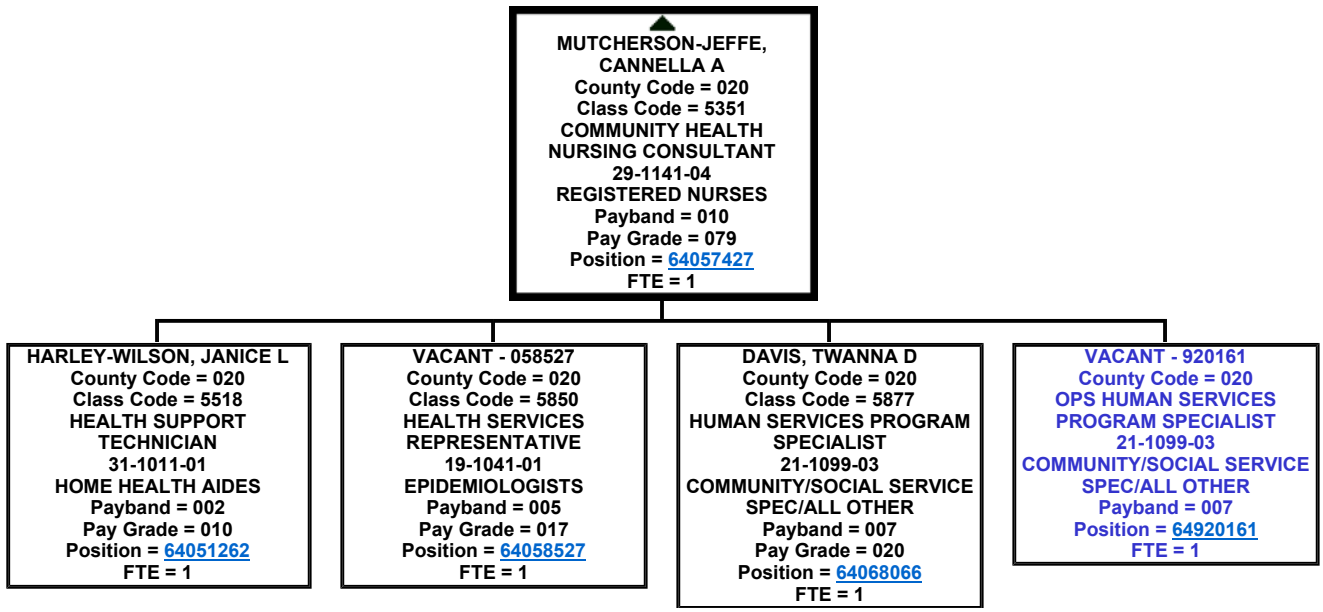 MUTCHERSON-JEFFE,
CANNELLA A
County Code = 020
Class Code = 5351
COMMUNITY HEALTH
NURSING CONSULTANT
29-1141-04
REGISTERED NURSES
Payband = 010
Pay Grade = 079
Position = 64057427
FTE = 1
HARLEY-WILSON, JANICE L
County Code = 020
Class Code = 5518
HEALTH SUPPORT
TECHNICIAN
31-1011-01
HOME HEALTH AIDES
Payband = 002
Pay Grade = 010
Position = 64051262
FTE = 1
VACANT - 058527
County Code = 020
Class Code = 5850
HEALTH SERVICES
REPRESENTATIVE
19-1041-01
EPIDEMIOLOGISTS
Payband = 005
Pay Grade = 017
Position = 64058527
FTE = 1
DAVIS, TWANNA D
County Code = 020
Class Code = 5877
HUMAN SERVICES PROGRAM
SPECIALIST
21-1099-03
COMMUNITY/SOCIAL SERVICE
SPEC/ALL OTHER
Payband = 007
Pay Grade = 020
Position = 64068066
FTE = 1
VACANT - 920161
County Code = 020
OPS HUMAN SERVICES
PROGRAM SPECIALIST
21-1099-03
COMMUNITY/SOCIAL SERVICE
SPEC/ALL OTHER
Payband = 007
Position = 64920161
FTE = 1